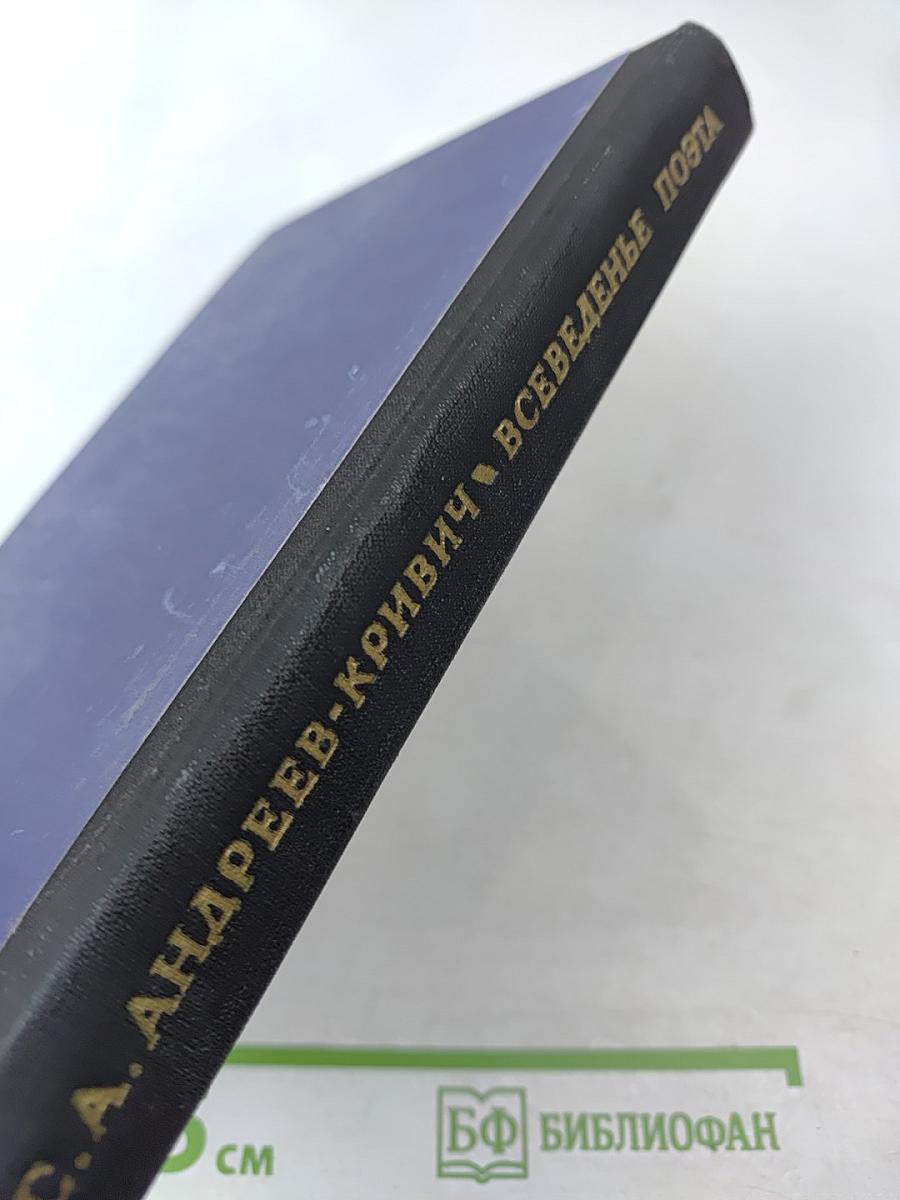 С. А. АНДРЕЕВ-КРИВИЧ ◆ ВСЕВЕДЕНЬЕ ПОЭТА
см
БФ БИБЛИОФАН